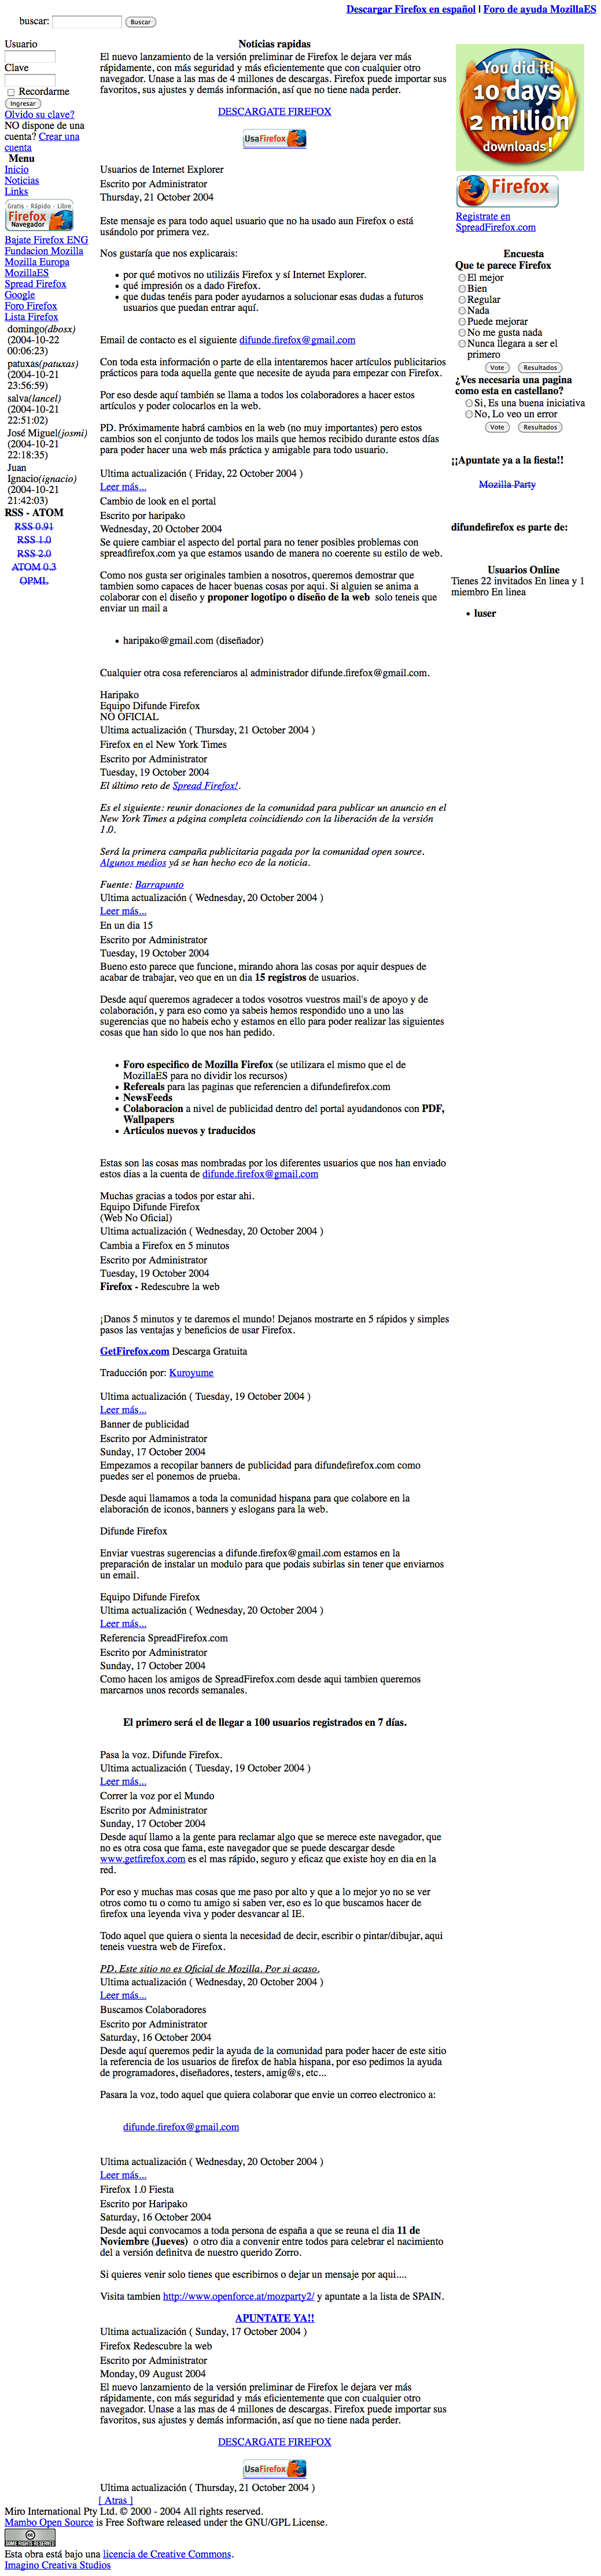 Descargar Firefox en español | Foro de ayuda MozillaES
buscar: Buscar
Usuario
Clave
Recordarme
Ingresar
Olvido su clave?
NO dispone de una
cuenta? Crear una
cuenta
Menu
Inicio
Noticias
Links
Gratis - Rápido - Libre
Firefox
Navegador
Bajate Firefox ENG
Fundacion Mozilla
Mozilla Europa
MozillaES
Spread Firefox
Google
Foro Firefox
Lista Firefox
domingo(dbosx)
(2004-10-22
00:06:23)
patuxas(patuxas)
(2004-10-21
23:56:59)
salva(lancel)
(2004-10-21
22:51:02)
José Miguel(josmi)
(2004-10-21
22:18:35)
Juan
Ignacio(ignacio)
(2004-10-21
21:42:03)
RSS - ATOM
RSS 0.91
RSS 1.0
RSS 2.0
ATOM 0.3
OPML
Noticias rapidas
El nuevo lanzamiento de la versión preliminar de Firefox le dejara ver más
rápidamente, con más seguridad y más eficientemente que con cualquier otro
navegador. Unase a las mas de 4 millones de descargas. Firefox puede importar sus
favoritos, sus ajustes y demás información, así que no tiene nada perder.
DESCARGATE FIREFOX
UsaFirefox
Usuarios de Internet Explorer
Escrito por Administrator
Thursday, 21 October 2004
Este mensaje es para todo aquel usuario que no ha usado aun Firefox o está
usándolo por primera vez.
Nos gustaría que nos explicarais:
• por qué motivos no utilizáis Firefox y sí Internet Explorer.
• qué impresión os a dado Firefox.
• que dudas tenéis para poder ayudarnos a solucionar esas dudas a futuros
usuarios que puedan entrar aquí.
Email de contacto es el siguiente difunde.firefox@gmail.com
Con toda esta información o parte de ella intentaremos hacer artículos publicitarios
prácticos para toda aquella gente que necesite de ayuda para empezar con Firefox.
Por eso desde aquí también se llama a todos los colaboradores a hacer estos
artículos y poder colocarlos en la web.
PD. Próximamente habrá cambios en la web (no muy importantes) pero estos
cambios son el conjunto de todos los mails que hemos recibido durante estos días
para poder hacer una web más práctica y amigable para todo usuario.
Ultima actualización ( Friday, 22 October 2004 )
Leer más...
Cambio de look en el portal
Escrito por haripako
Wednesday, 20 October 2004
Se quiere cambiar el aspecto del portal para no tener posibles problemas con
spreadfirefox.com ya que estamos usando de manera no coerente su estilo de web.
Como nos gusta ser originales tambien a nosotros, queremos demostrar que
tambien somo capaces de hacer buenas cosas por aqui. Si alguien se anima a
colaborar con el diseño y proponer logotipo o diseño de la web solo teneis que
enviar un mail a
• haripako@gmail.com (diseñador)
Cualquier otra cosa referenciaros al administrador difunde.firefox@gmail.com.
Haripako
Equipo Difunde Firefox
NO OFICIAL
Ultima actualización ( Thursday, 21 October 2004 )
Firefox en el New York Times
Escrito por Administrator
Tuesday, 19 October 2004
El último reto de Spread Firefox!.
Es el siguiente: reunir donaciones de la comunidad para publicar un anuncio en el
New York Times a página completa coincidiendo con la liberación de la versión
1.0.
Será la primera campaña publicitaria pagada por la comunidad open source.
Algunos medios yá se han hecho eco de la noticia.
Fuente: Barrapunto
Ultima actualización ( Wednesday, 20 October 2004 )
Leer más...
En un dia 15
Escrito por Administrator
Tuesday, 19 October 2004
Bueno esto parece que funcione, mirando ahora las cosas por aquir despues de
acabar de trabajar, veo que en un dia 15 registros de usuarios.
Desde aquí queremos agradecer a todos vosotros vuestros mail's de apoyo y de
colaboración, y para eso como ya sabeis hemos respondido uno a uno las
sugerencias que no habeis echo y estamos en ello para poder realizar las siguientes
cosas que han sido lo que nos han pedido.
• Foro especifico de Mozilla Firefox (se utilizara el mismo que el de
MozillaES para no dividir los recursos)
• Refereals para las paginas que referencien a difundefirefox.com
• NewsFeeds
• Colaboracion a nivel de publicidad dentro del portal ayudandonos con PDF,
Wallpapers
• Articulos nuevos y traducidos
Estas son las cosas mas nombradas por los diferentes usuarios que nos han enviado
estos dias a la cuenta de difunde.firefox@gmail.com
Muchas gracias a todos por estar ahi.
Equipo Difunde Firefox
(Web No Oficial)
Ultima actualización ( Wednesday, 20 October 2004 )
Cambia a Firefox en 5 minutos
Escrito por Administrator
Tuesday, 19 October 2004
Firefox - Redescubre la web
¡Danos 5 minutos y te daremos el mundo! Dejanos mostrarte en 5 rápidos y simples
pasos las ventajas y beneficios de usar Firefox.
GetFirefox.com Descarga Gratuita
Traducción por: Kuroyume
Ultima actualización ( Tuesday, 19 October 2004 )
Leer más...
Banner de publicidad
Escrito por Administrator
Sunday, 17 October 2004
Empezamos a recopilar banners de publicidad para difundefirefox.com como
puedes ser el ponemos de prueba.
Desde aqui llamamos a toda la comunidad hispana para que colabore en la
elaboración de iconos, banners y eslogans para la web.
Difunde Firefox
Enviar vuestras sugerencias a difunde.firefox@gmail.com estamos en la
preparación de instalar un modulo para que podais subirlas sin tener que enviarnos
un email.
Equipo Difunde Firefox
Ultima actualización ( Wednesday, 20 October 2004 )
Leer más...
Referencia SpreadFirefox.com
Escrito por Administrator
Sunday, 17 October 2004
Como hacen los amigos de SpreadFirefox.com desde aqui tambien queremos
marcarnos unos records semanales.
El primero será el de llegar a 100 usuarios registrados en 7 días.
Pasa la voz. Difunde Firefox.
Ultima actualización ( Tuesday, 19 October 2004 )
Leer más...
Correr la voz por el Mundo
Escrito por Administrator
Sunday, 17 October 2004
Desde aquí llamo a la gente para reclamar algo que se merece este navegador, que
no es otra cosa que fama, este navegador que se puede descargar desde
www.getfirefox.com es el mas rápido, seguro y eficaz que existe hoy en dia en la
red.
Por eso y muchas mas cosas que me paso por alto y que a lo mejor yo no se ver
otros como tu o como tu amigo si saben ver, eso es lo que buscamos hacer de
firefox una leyenda viva y poder desvancar al IE.
Todo aquel que quiera o sienta la necesidad de decir, escribir o pintar/dibujar, aqui
teneis vuestra web de Firefox.
PD. Este sitio no es Oficial de Mozilla. Por si acaso.
Ultima actualización ( Wednesday, 20 October 2004 )
Leer más...
Buscamos Colaboradores
Escrito por Administrator
Saturday, 16 October 2004
Desde aquí queremos pedir la ayuda de la comunidad para poder hacer de este sitio
la referencia de los usuarios de firefox de habla hispana, por eso pedimos la ayuda
de programadores, diseñadores, testers, amig@s, etc...
Pasara la voz, todo aquel que quiera colaborar que envie un correo electronico a:
difunde.firefox@gmail.com
Ultima actualización ( Wednesday, 20 October 2004 )
Leer más...
Firefox 1.0 Fiesta
Escrito por Haripako
Saturday, 16 October 2004
Desde aqui convocamos a toda persona de españa a que se reuna el dia 11 de
Noviembre (Jueves) o otro dia a convenir entre todos para celebrar el nacimiento
del a versión definitva de nuestro querido Zorro.
Si quieres venir solo tienes que escribirnos o dejar un mensaje por aqui....
Visita tambien http://www.openforce.at/mozparty2/ y apuntate a la lista de SPAIN.
APUNTATE YA!!
Ultima actualización ( Sunday, 17 October 2004 )
Firefox Redescubre la web
Escrito por Administrator
Monday, 09 August 2004
El nuevo lanzamiento de la versión preliminar de Firefox le dejara ver más
rápidamente, con más seguridad y más eficientemente que con cualquier otro
navegador. Unase a las mas de 4 millones de descargas. Firefox puede importar sus
favoritos, sus ajustes y demás información, así que no tiene nada perder.
DESCARGATE FIREFOX
UsaFirefox
Ultima actualización ( Thursday, 21 October 2004 )
[ Atras ]
You did it!
10 days
2 million
downloads!
Firefox
Registrate en
SpreadFirefox.com
Encuesta
Que te parece Firefox
El mejor
Bien
Regular
Nada
Puede mejorar
No me gusta nada
Nunca llegara a ser el
primero
Vote Resultados
¿Ves necesaria una pagina
como esta en castellano?
Si, Es una buena iniciativa
No, Lo veo un error
Vote Resultados
¡¡Apuntate ya a la fiesta!!
Mozilla Party
difundefirefox es parte de:
Usuarios Online
Tienes 22 invitados En linea y 1
miembro En linea
• luser
Miro International Pty Ltd. © 2000 - 2004 All rights reserved.
Mambo Open Source is Free Software released under the GNU/GPL License.
cc
SOME RIGHTS RESERVED
Esta obra está bajo una licencia de Creative Commons.
Imagino Creativa Studios